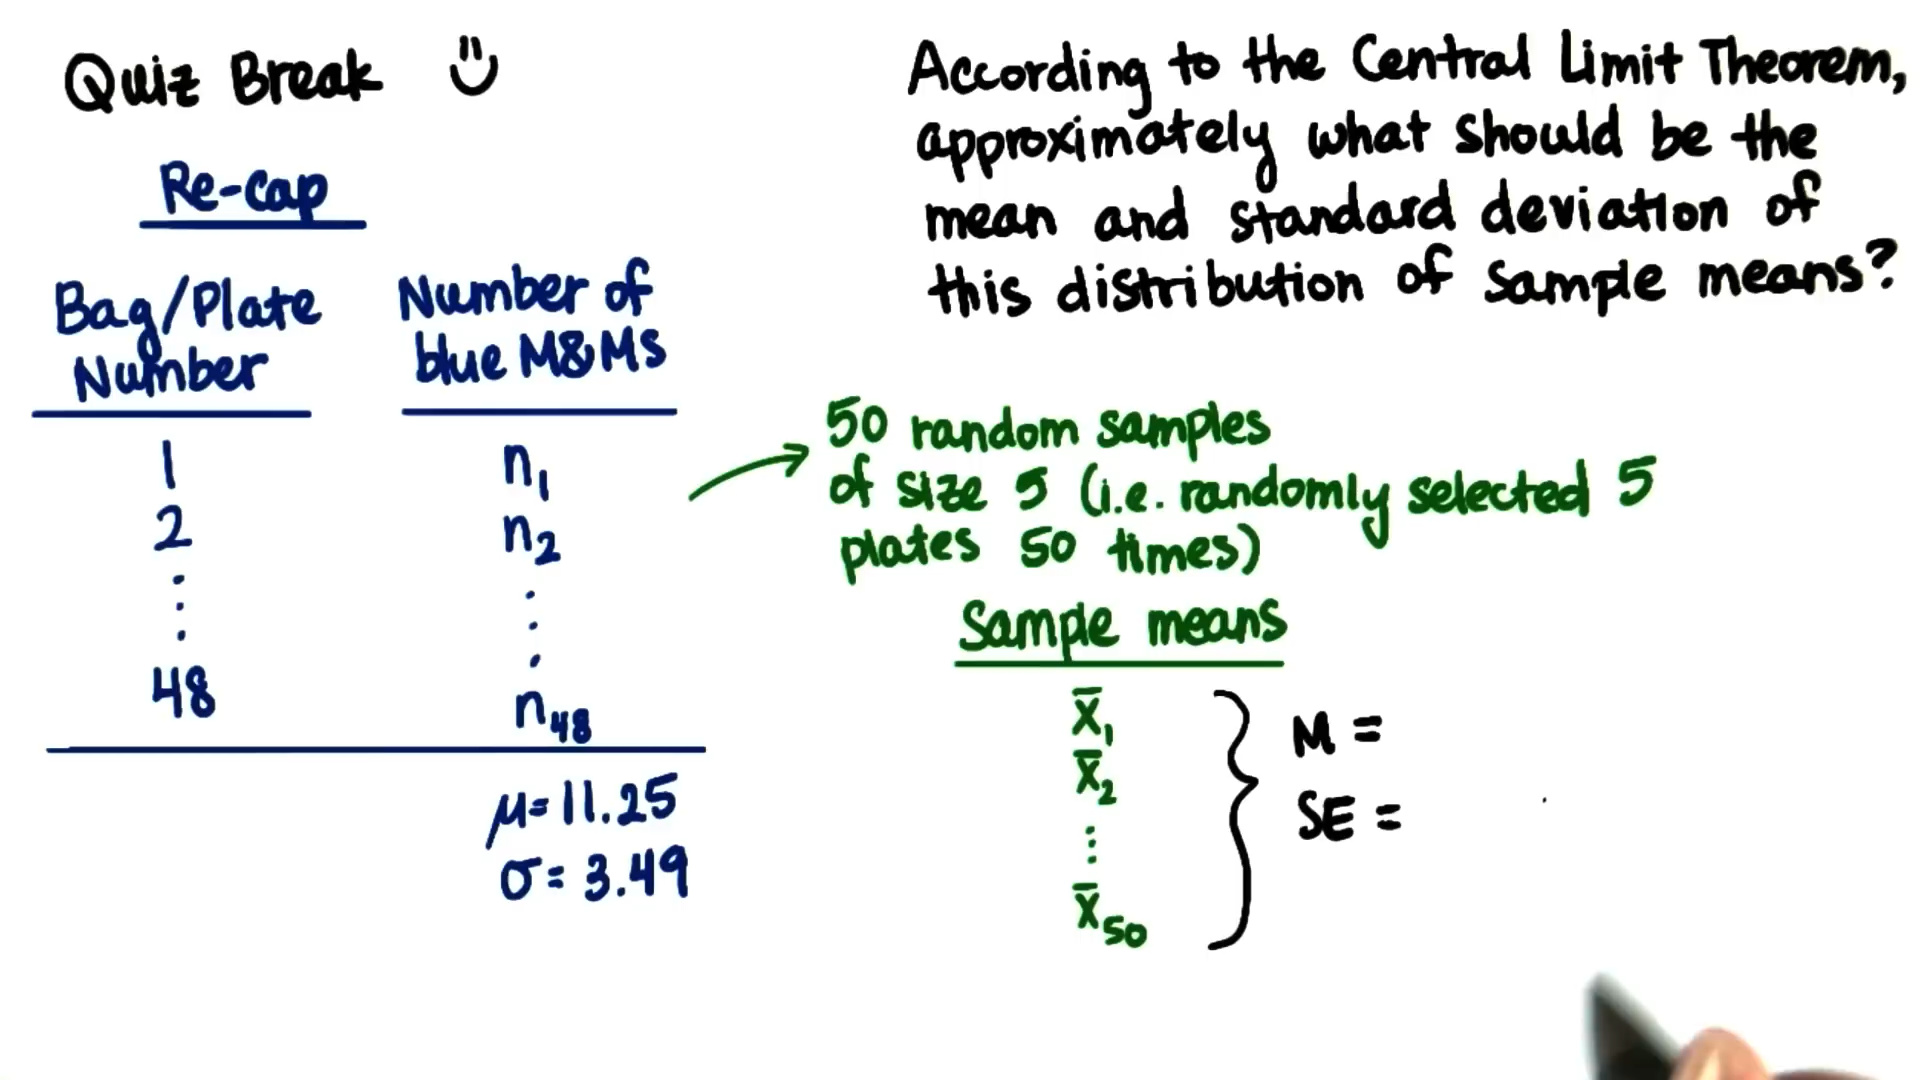 Quiz Break
Re-cap
Bag/Plate Number
Number of blue M&Ms
1 n1
2 n2
48 n48
μ=11.25
σ=3.49
According to the Central Limit Theorem,
approximately what should be the
mean and standard deviation of
this distribution of sample means?
50 random samples
of size 5 (i.e. randomly selected 5
plates 50 times)
Sample means
x̄1
x̄2
⋮
x̄50
M =
SE =